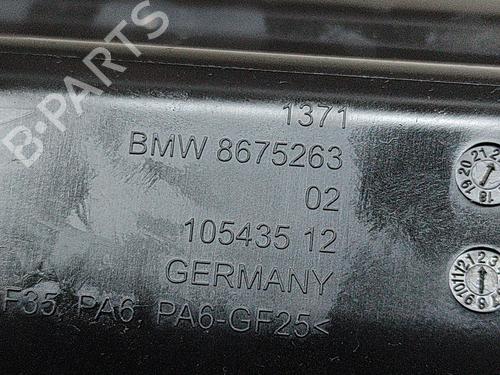 B-PARTS
1371
BMW 8675263
02
105435 12
GERMANY
F35, PA6, PA6-GF25<